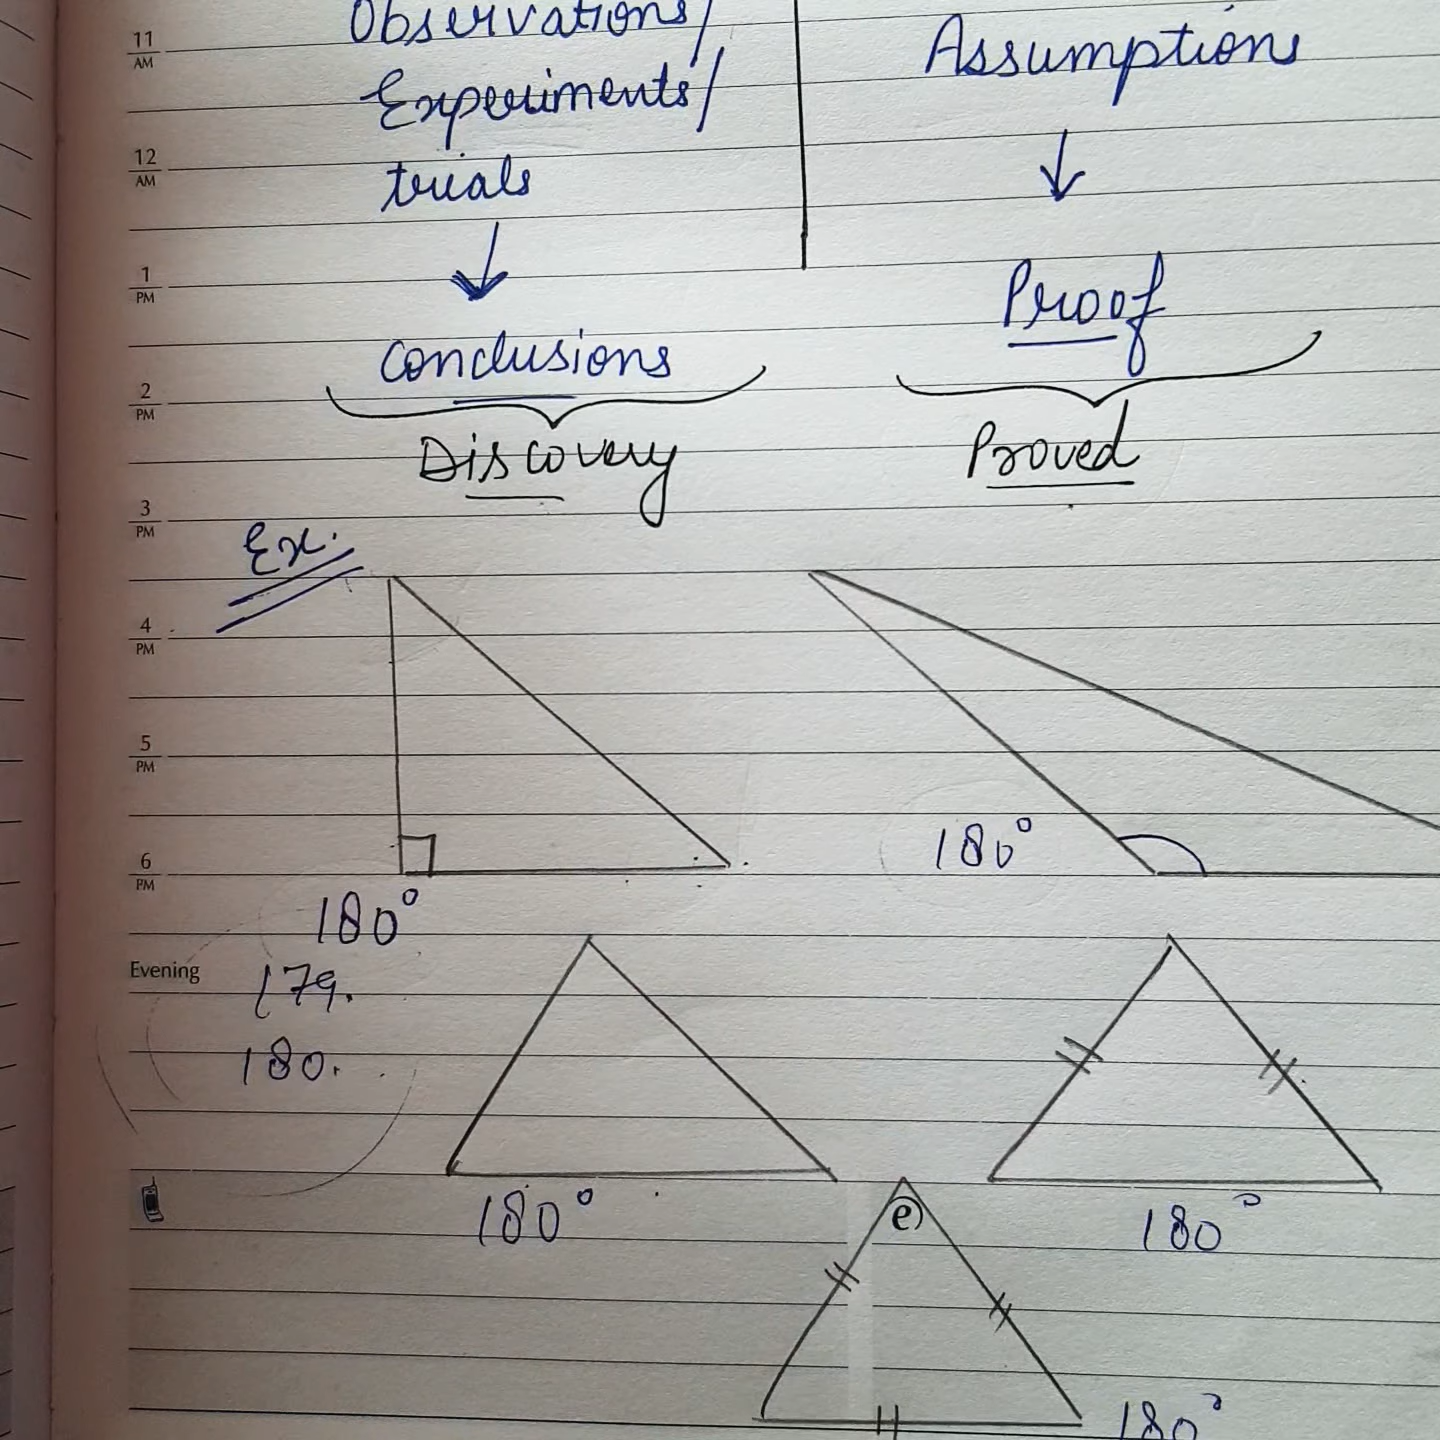 Observations/
Experiments/
trials
Conclusions
Discovery
Assumptions
Proof
Proved
Ex.
180°
179.
180.
180°
180°
180°
e
180°
11
AM
12
AM
1
PM
2
PM
3
PM
4
PM
5
PM
6
PM
Evening